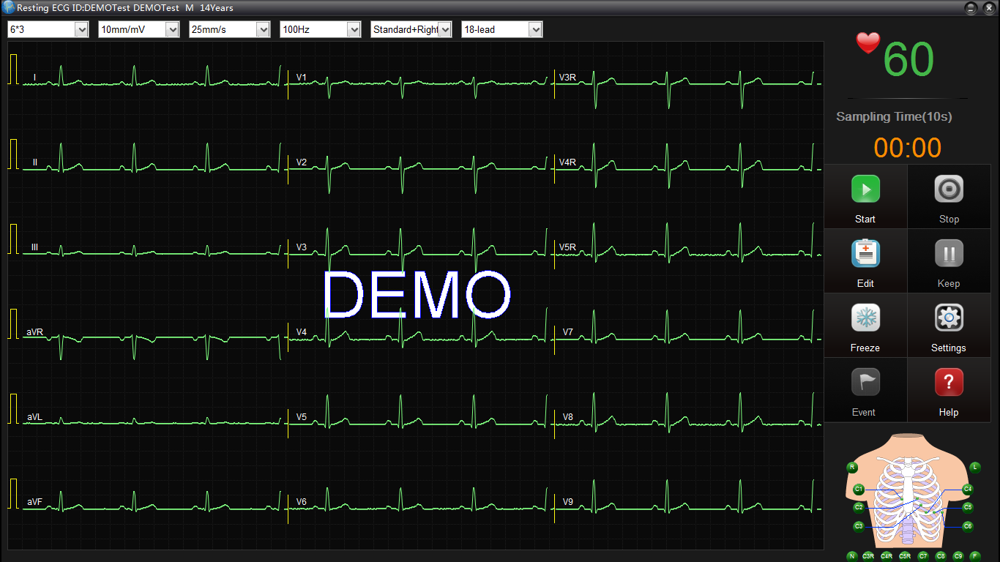 Resting ECG ID:DEMOTest DEMOTest M 14Years
6*3 10mm/mV 25mm/s 100Hz Standard+Right 18-lead
60
Sampling Time(10s)
00:00
I V1 V3R
II V2 V4R
III V3 V5R
DEMO
aVR V4 V7
aVL V5 V8
aVF V6 V9
Start Stop
Edit Keep
Freeze Settings
Event Help
R L
C1 C4
C2 C5
C3 C6
N C3R C4R C5R C7 C8 C9 F